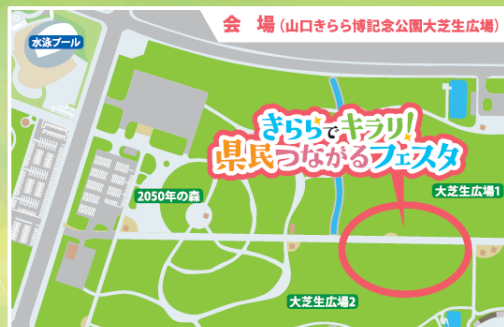 会 場(山口きらら博記念公園大芝生広場)
水泳プール
きららでキラリ!
県民つながるフェスタ
2050年の森
大芝生広場1
大芝生広場2